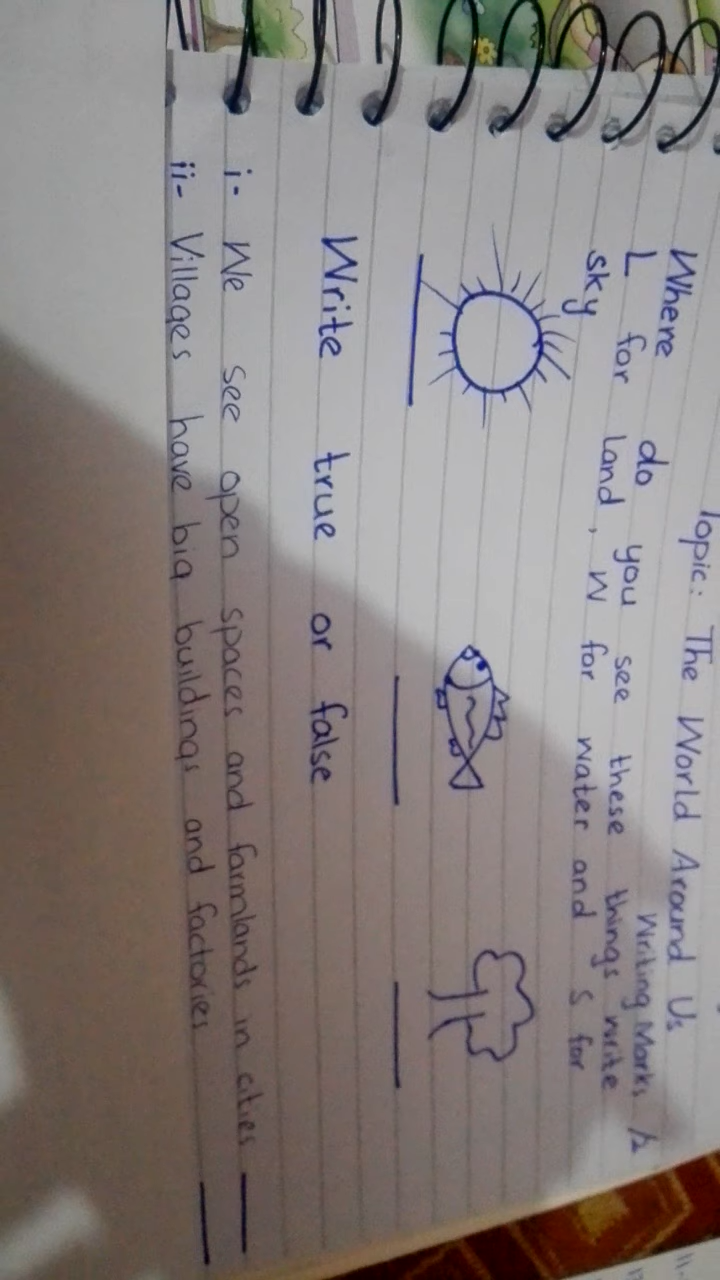 Topic: The World Around Us
Writing Marks
Where do you see these things write
L for Land, W for water and S for
sky
Write true or false
i- We see open spaces and farmlands in cities
ii- Villages have big buildings and factories